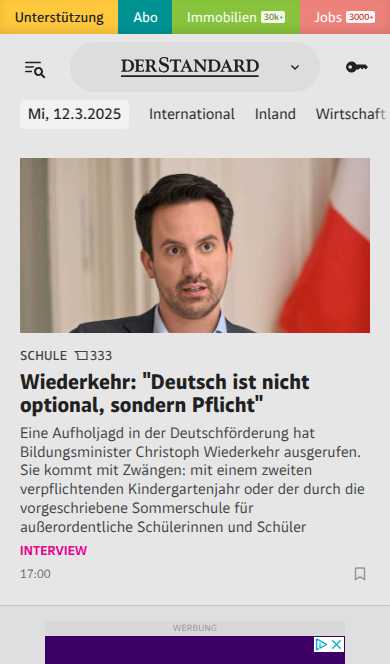 Unterstützung Abo Immobilien 30k+ Jobs 3000+
DERSTANDARD
Mi, 12.3.2025 International Inland Wirtschaft
SCHULE 333
Wiederkehr: "Deutsch ist nicht
optional, sondern Pflicht"
Eine Aufholjagd in der Deutschförderung hat
Bildungsminister Christoph Wiederkehr ausgerufen.
Sie kommt mit Zwängen: mit einem zweiten
verpflichtenden Kindergartenjahr oder der durch die
vorgeschriebene Sommerschule für
außerordentliche Schülerinnen und Schüler
INTERVIEW
17:00
WERBUNG